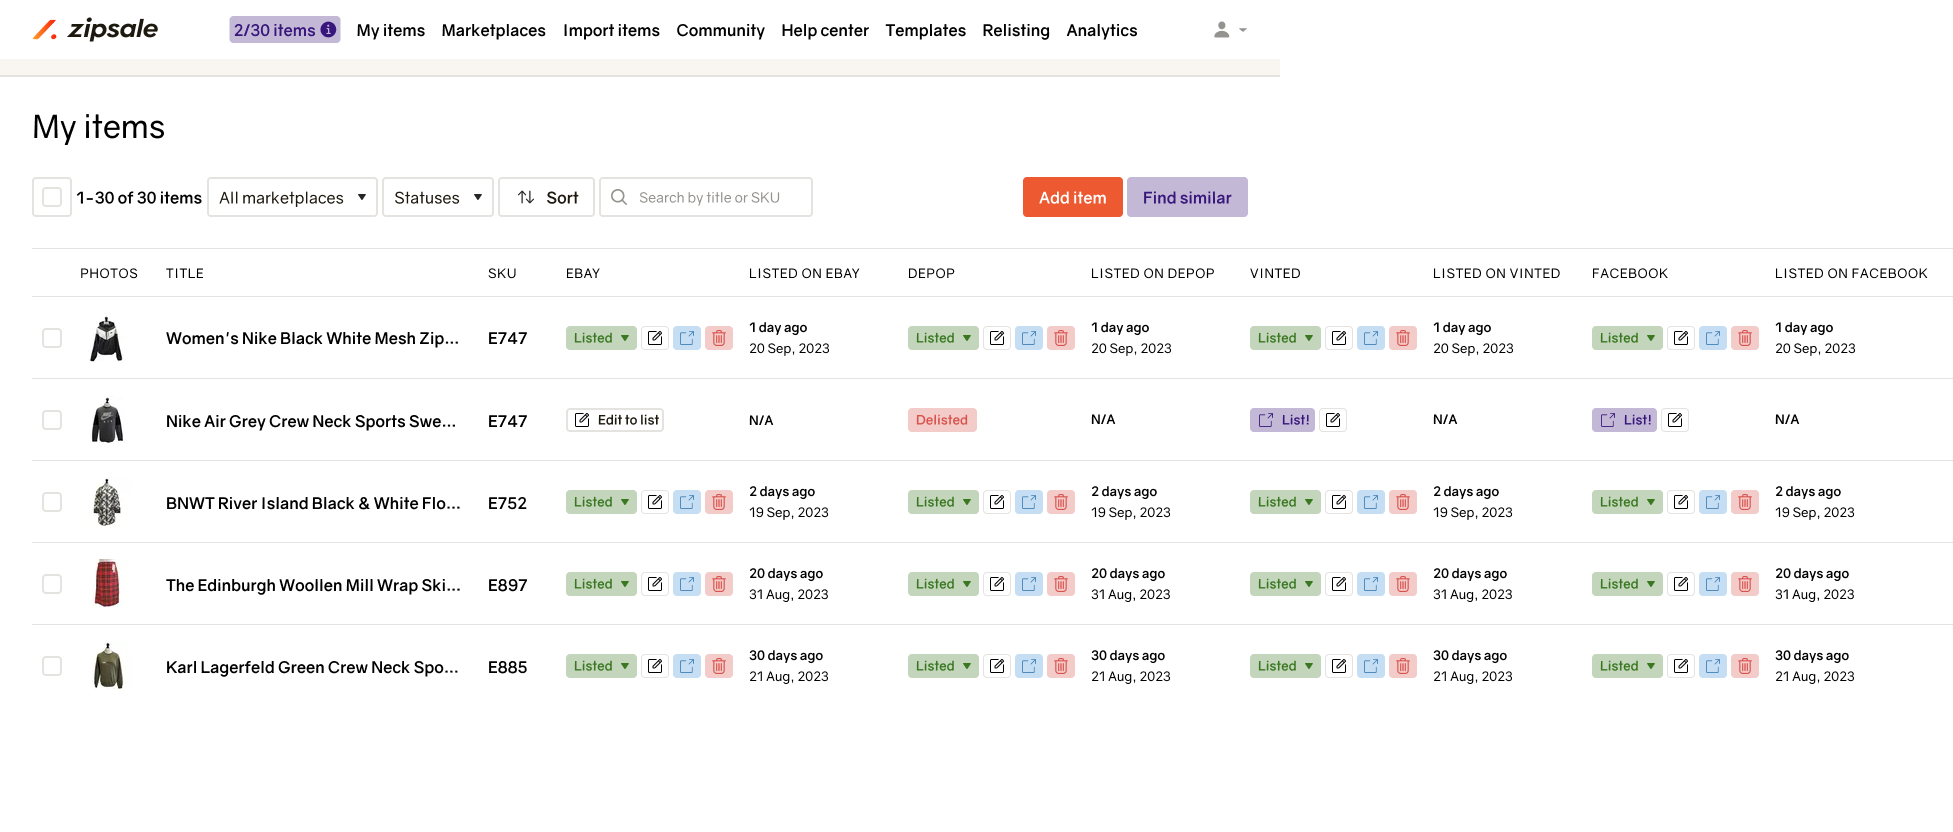 zipsale
2/30 items My items Marketplaces Import items Community Help center Templates Relisting Analytics
My items
1-30 of 30 items All marketplaces Statuses Sort Search by title or SKU Add item Find similar
PHOTOS TITLE SKU EBAY LISTED ON EBAY DEPOP LISTED ON DEPOP VINTED LISTED ON VINTED FACEBOOK LISTED ON FACEBOOK
Women's Nike Black White Mesh Zip... E747 Listed 1 day ago Listed 1 day ago Listed 1 day ago Listed 1 day ago
20 Sep, 2023 20 Sep, 2023 20 Sep, 2023 20 Sep, 2023
Nike Air Grey Crew Neck Sports Swe... E747 Edit to list N/A Delisted N/A List! N/A List! N/A
BNWT River Island Black & White Flo... E752 Listed 2 days ago Listed 2 days ago Listed 2 days ago Listed 2 days ago
19 Sep, 2023 19 Sep, 2023 19 Sep, 2023 19 Sep, 2023
The Edinburgh Woollen Mill Wrap Ski... E897 Listed 20 days ago Listed 20 days ago Listed 20 days ago Listed 20 days ago
31 Aug, 2023 31 Aug, 2023 31 Aug, 2023 31 Aug, 2023
Karl Lagerfeld Green Crew Neck Spo... E885 Listed 30 days ago Listed 30 days ago Listed 30 days ago Listed 30 days ago
21 Aug, 2023 21 Aug, 2023 21 Aug, 2023 21 Aug, 2023